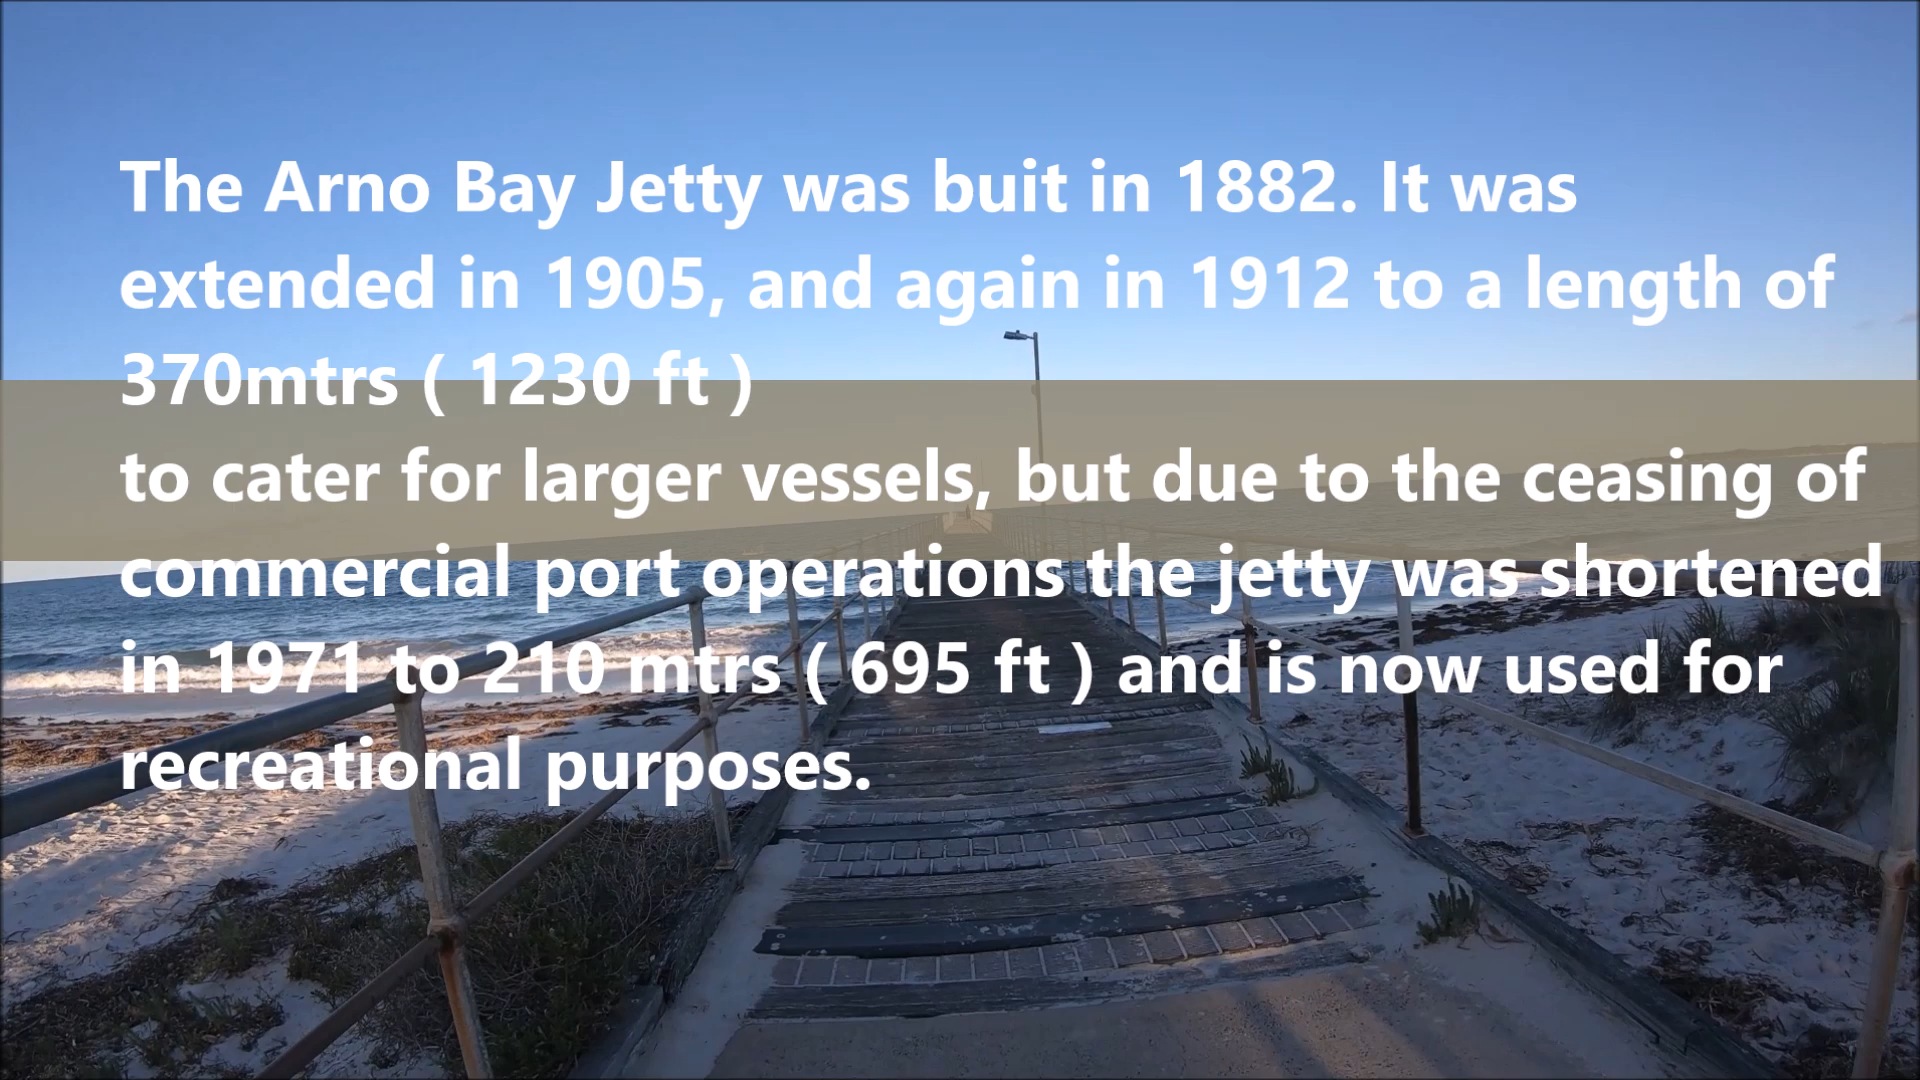 The Arno Bay Jetty was buit in 1882. It was
extended in 1905, and again in 1912 to a length of
370mtrs ( 1230 ft )
to cater for larger vessels, but due to the ceasing of
commercial port operations the jetty was shortened
in 1971 to 210 mtrs ( 695 ft ) and is now used for
recreational purposes.